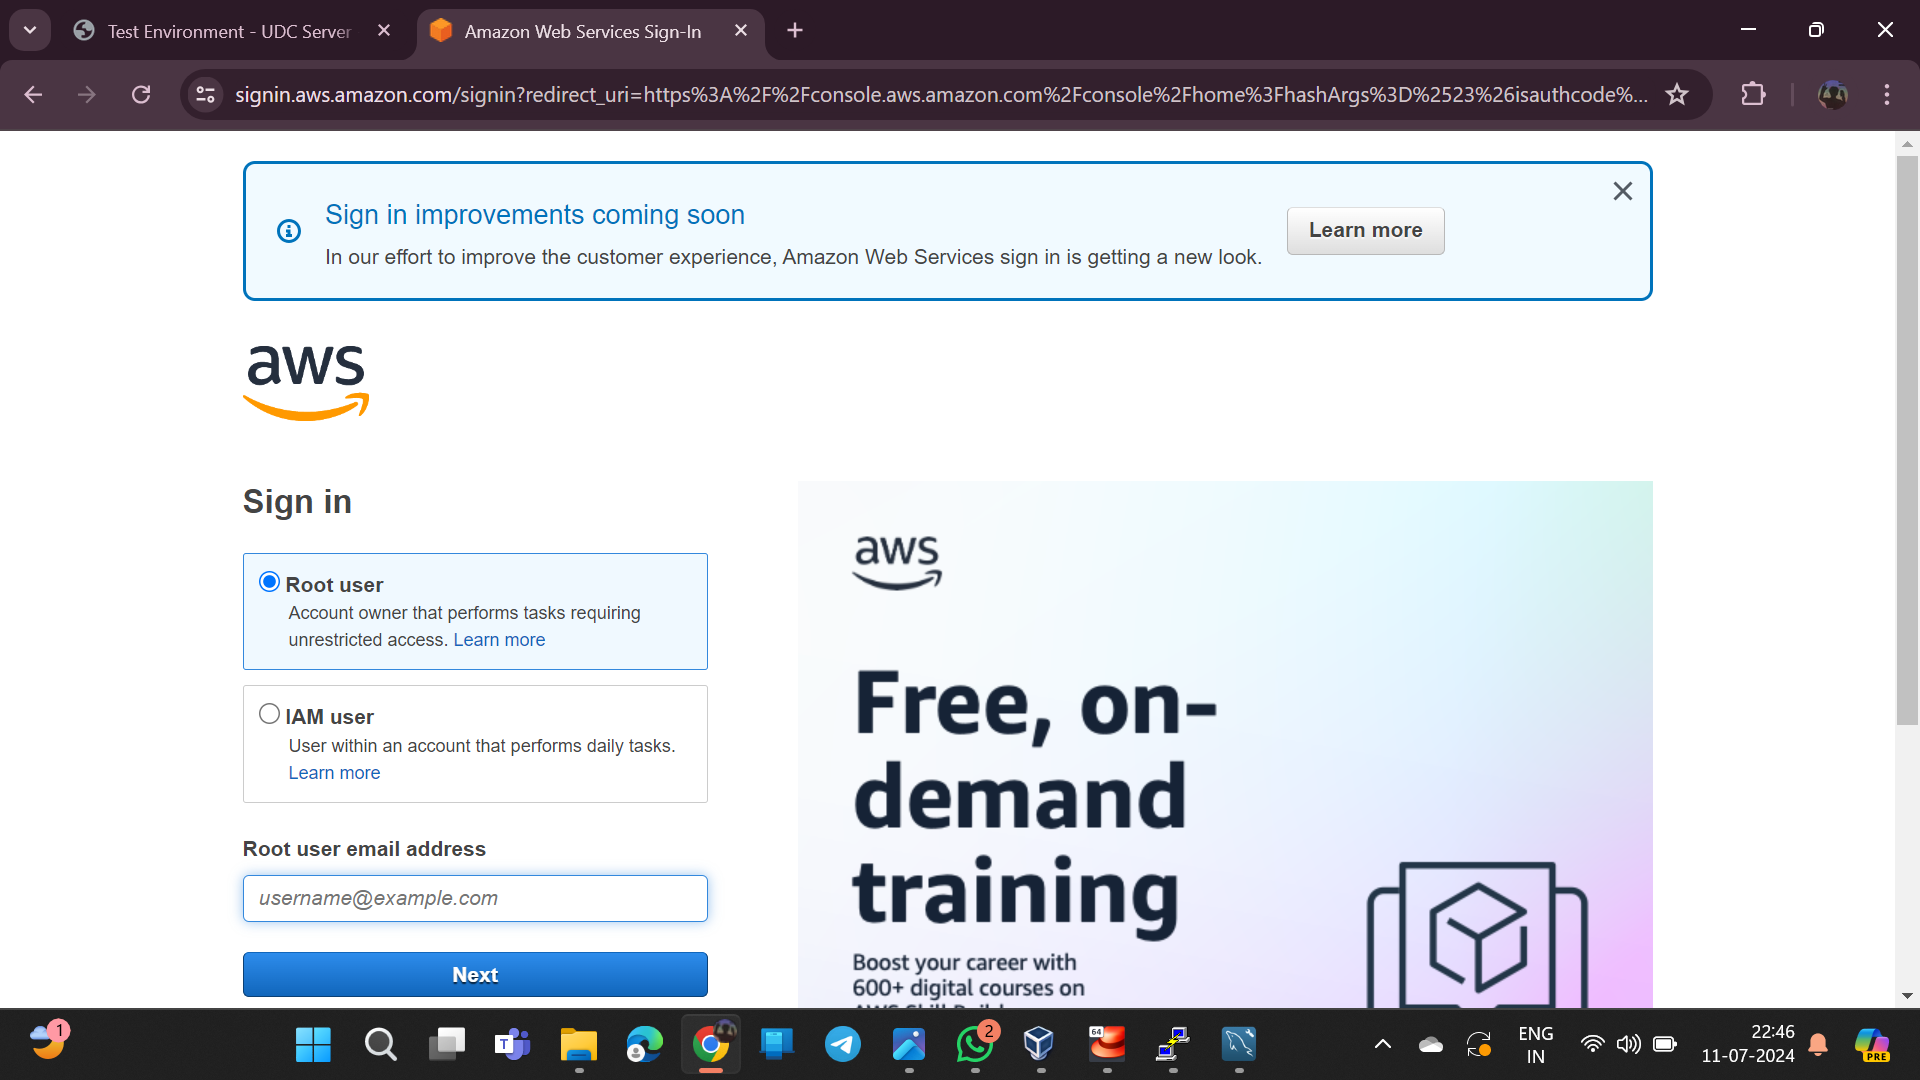 Test Environment - UDC Server
Amazon Web Services Sign-In
signin.aws.amazon.com/signin?redirect_uri=https%3A%2F%2Fconsole.aws.amazon.com%2Fconsole%2Fhome%3FhashArgs%3D%2523%26isauthcode%...
Sign in improvements coming soon
In our effort to improve the customer experience, Amazon Web Services sign in is getting a new look.
Learn more
aws
Sign in
Root user
Account owner that performs tasks requiring
unrestricted access. Learn more
IAM user
User within an account that performs daily tasks.
Learn more
Root user email address
username@example.com
Next
aws
Free, on-
demand
training
Boost your career with
600+ digital courses on
1
T
2
64
ENG
IN
22:46
11-07-2024
PRE